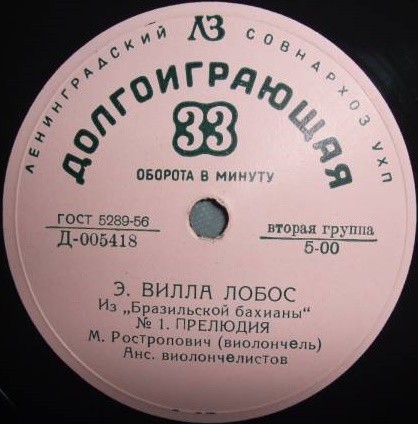 ЛЕНИНГРАДСКИЙ ЛЗ СОВНАРХОЗ УХП
ДОЛГОИГРАЮЩАЯ
33
ОБОРОТА В МИНУТУ
ГОСТ 5289-56
Д-005418
вторая группа
5-00
Э. ВИЛЛА ЛОБОС
Из „Бразильской бахианы“
№ 1. ПРЕЛЮДИЯ
М. Ростропович (виолончель)
Анс. виолончелистов